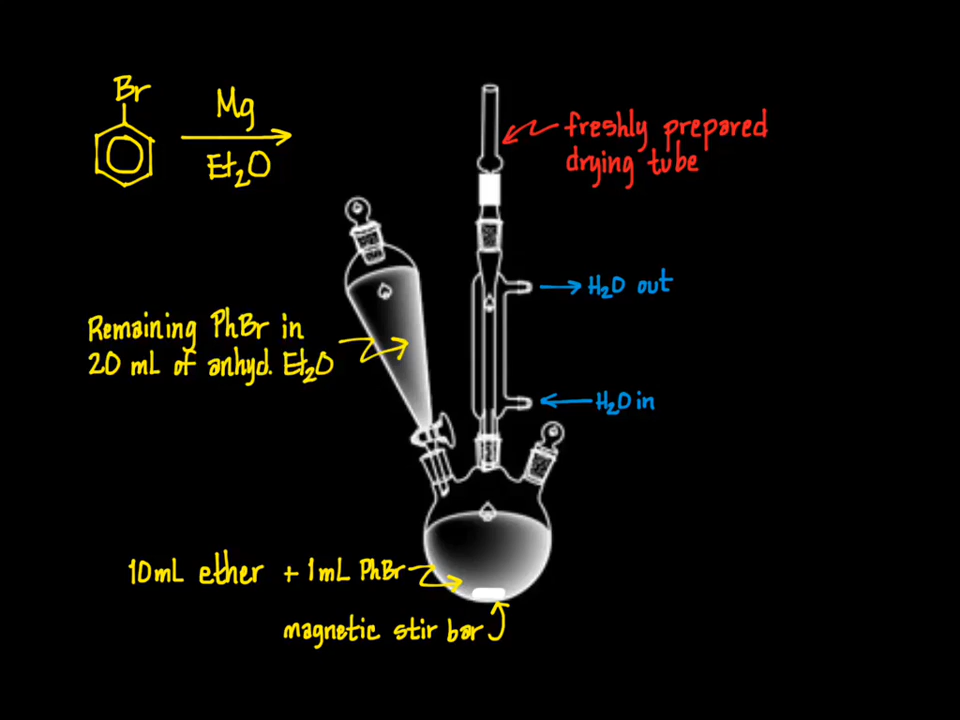 Br
Mg
Et₂O
freshly prepared
drying tube
H₂O out
Remaining PhBr in
20 mL of anhyd. Et₂O
H₂O in
10mL ether + 1mL PhBr
magnetic stir bar